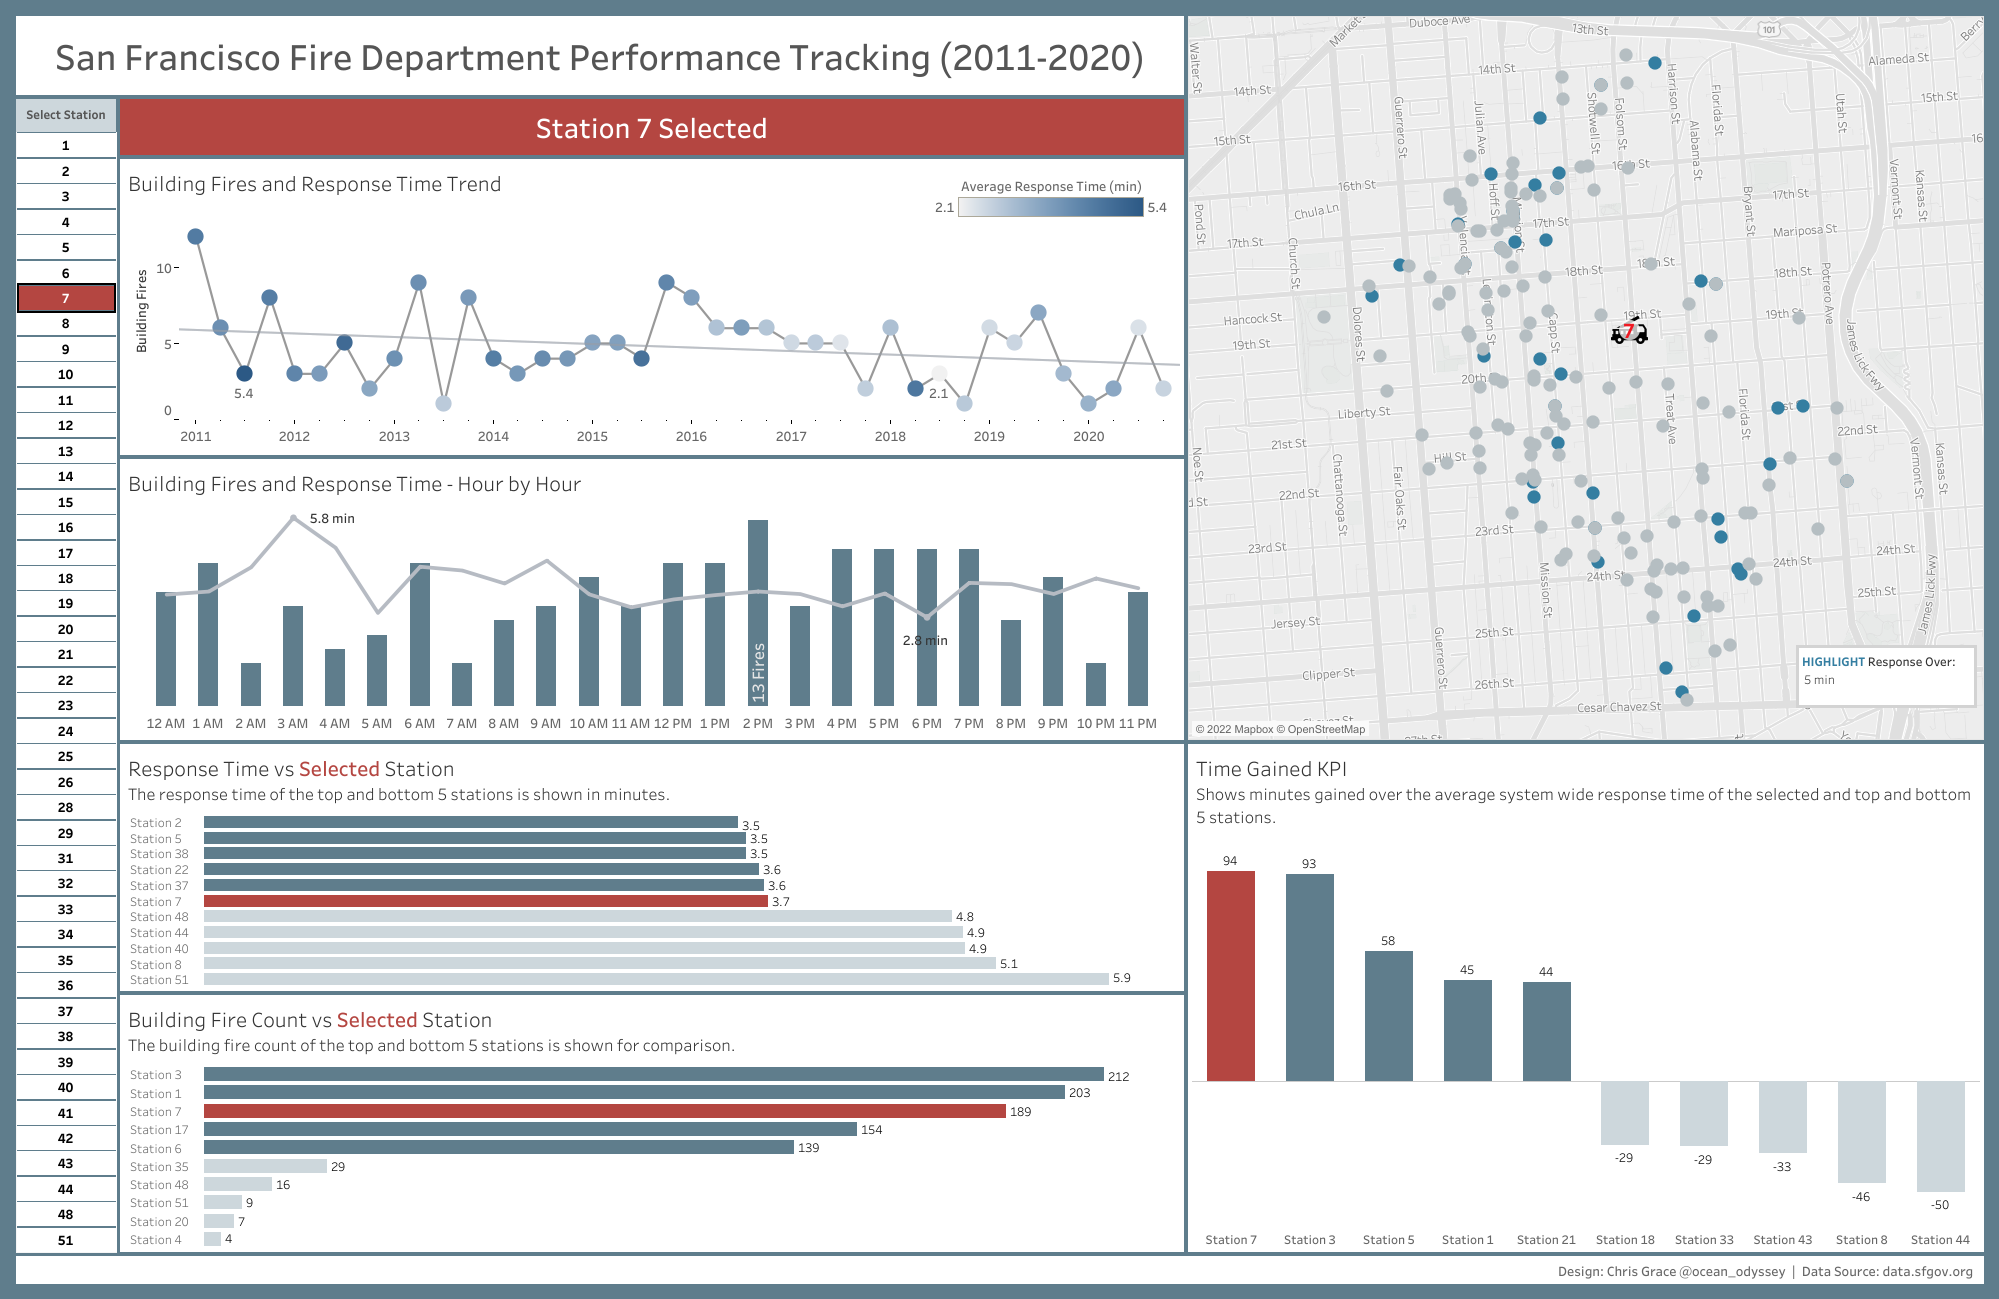 San Francisco Fire Department Performance Tracking (2011-2020)
Select Station
1
2
3
4
5
6
7
8
9
10
11
12
13
14
15
16
17
18
19
20
21
22
23
24
25
26
28
29
31
32
33
34
35
36
37
38
39
40
41
42
43
44
48
51
Station 7 Selected
Building Fires and Response Time Trend
Average Response Time (min)
2.1
5.4
Building Fires
10
5
0
5.4
2.1
2011
2012
2013
2014
2015
2016
2017
2018
2019
2020
Building Fires and Response Time - Hour by Hour
5.8 min
2.8 min
13 Fires
12 AM 1 AM 2 AM 3 AM 4 AM 5 AM 6 AM 7 AM 8 AM 9 AM 10 AM 11 AM 12 PM 1 PM 2 PM 3 PM 4 PM 5 PM 6 PM 7 PM 8 PM 9 PM 10 PM 11 PM
Response Time vs Selected Station
The response time of the top and bottom 5 stations is shown in minutes.
Station 2 3.5
Station 5 3.5
Station 38 3.5
Station 22 3.6
Station 37 3.6
Station 7 3.7
Station 48 4.8
Station 44 4.9
Station 40 4.9
Station 8 5.1
Station 51 5.9
Building Fire Count vs Selected Station
The building fire count of the top and bottom 5 stations is shown for comparison.
Station 3 212
Station 1 203
Station 7 189
Station 17 154
Station 6 139
Station 35 29
Station 48 16
Station 51 9
Station 20 7
Station 4 4
Duboce Ave
13th St
101
Alameda St
Walter St
14th St
14th St
15th St
15th St
Guerrero St
Julian Ave
Shotwell St
Folsom St
Harrison St
Alabama St
Florida St
Utah St
16th St
Chula Ln
17th St
17th St
17th St
Hoff St
Bryant St
Vermont St
Kansas St
Mariposa St
Pond St
Church St
18th St
18th St
18th St
Potrero Ave
Hancock St
19th St
19th St
19th St
Dolores St
Capp St
7
James Lick Fwy
20th
Liberty St
Treat Ave
Florida St
22nd St
21st St
Hill St
Noe St
Chattanooga St
Fair Oaks St
22nd St
23rd St
23rd St
Vermont St
Kansas St
24th St
24th St
24th St
Mission St
25th St
25th St
Jersey St
Guerrero St
James Lick Fwy
Clipper St
26th St
Cesar Chavez St
HIGHLIGHT Response Over:
5 min
© 2022 Mapbox © OpenStreetMap
Time Gained KPI
Shows minutes gained over the average system wide response time of the selected and top and bottom
5 stations.
94
93
58
45
44
-29
-29
-33
-46
-50
Station 7 Station 3 Station 5 Station 1 Station 21 Station 18 Station 33 Station 43 Station 8 Station 44
Design: Chris Grace @ocean_odyssey | Data Source: data.sfgov.org